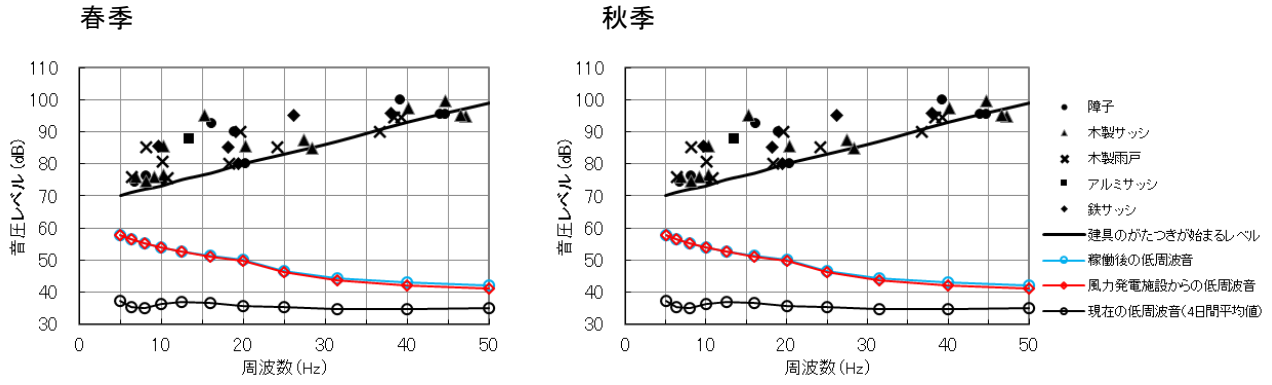 春季
音圧レベル(dB)
110
100
90
80
70
60
50
40
30
0
10
20
30
40
50
周波数(Hz)
秋季
音圧レベル(dB)
110
100
90
80
70
60
50
40
30
0
10
20
30
40
50
周波数(Hz)
障子
木製サッシ
木製雨戸
アルミサッシ
鉄サッシ
建具のがたつきが始まるレベル
稼働後の低周波音
風力発電施設からの低周波音
現在の低周波音(4日間平均値)